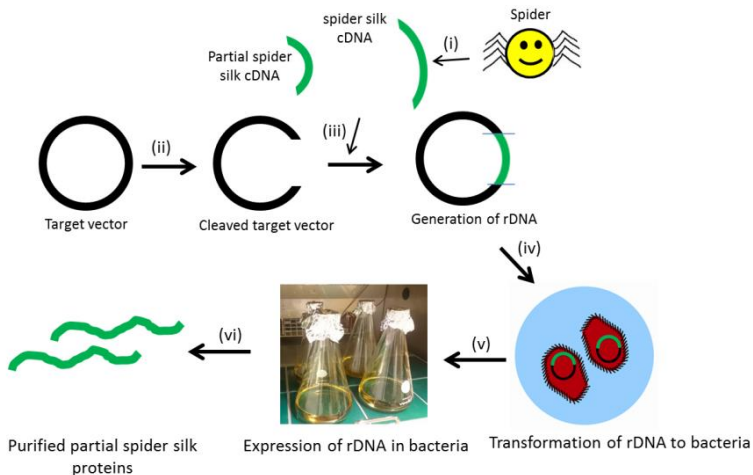 Spider
spider silk
cDNA
(i)
Partial spider
silk cDNA
(ii)
(iii)
Target vector
Cleaved target vector
Generation of rDNA
(iv)
(v)
(vi)
Purified partial spider silk
proteins
Expression of rDNA in bacteria
Transformation of rDNA to bacteria